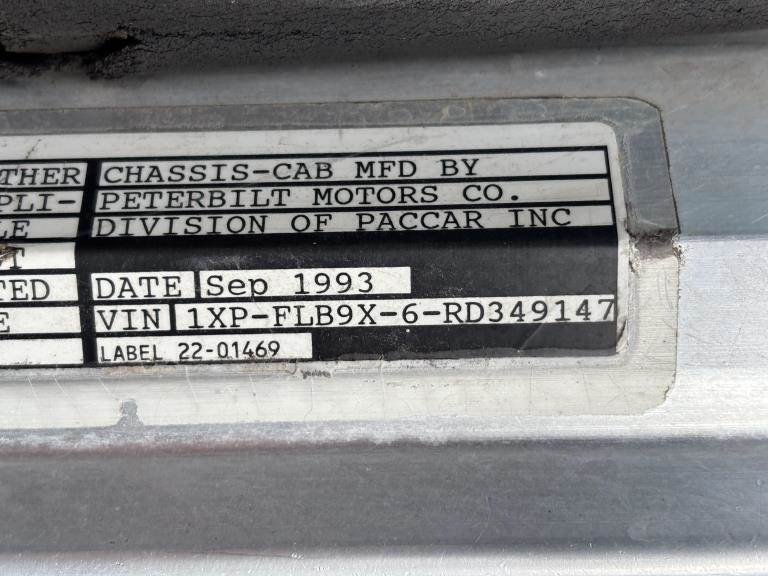 THER CHASSIS-CAB MFD BY
PLI- PETERBILT MOTORS CO.
LE DIVISION OF PACCAR INC
T
TED DATE Sep 1993
E VIN 1XP-FLB9X-6-RD349147
LABEL 22-01469